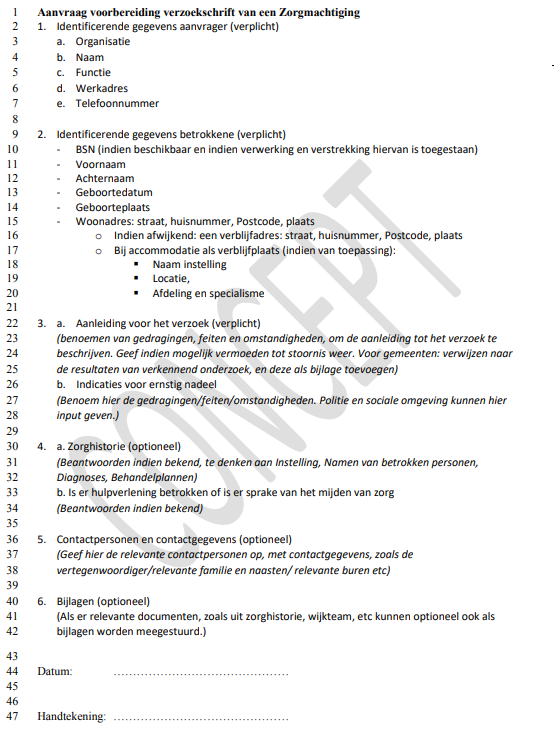 1 Aanvraag voorbereiding verzoekschrift van een Zorgmachtiging
2 1. Identificerende gegevens aanvrager (verplicht)
3 a. Organisatie
4 b. Naam
5 c. Functie
6 d. Werkadres
7 e. Telefoonnummer
8
9 2. Identificerende gegevens betrokkene (verplicht)
10 - BSN (indien beschikbaar en indien verwerking en verstrekking hiervan is toegestaan)
11 - Voornaam
12 - Achternaam
13 - Geboortedatum
14 - Geboorteplaats
15 - Woonadres: straat, huisnummer, Postcode, plaats
16 o Indien afwijkend: een verblijfadres: straat, huisnummer, Postcode, plaats
17 o Bij accommodatie als verblijfplaats (indien van toepassing):
18 ▪ Naam instelling
19 ▪ Locatie,
20 ▪ Afdeling en specialisme
21
22 3. a. Aanleiding voor het verzoek (verplicht)
23 (benoemen van gedragingen, feiten en omstandigheden, om de aanleiding tot het verzoek te
24 beschrijven. Geef indien mogelijk vermoeden tot stoornis weer. Voor gemeenten: verwijzen naar
25 de resultaten van verkennend onderzoek, en deze als bijlage toevoegen)
26 b. Indicaties voor ernstig nadeel
27 (Benoem hier de gedragingen/feiten/omstandigheden. Politie en sociale omgeving kunnen hier
28 input geven.)
29
30 4. a. Zorghistorie (optioneel)
31 (Beantwoorden indien bekend, te denken aan Instelling, Namen van betrokken personen,
32 Diagnoses, Behandelplannen)
33 b. Is er hulpverlening betrokken of is er sprake van het mijden van zorg
34 (Beantwoorden indien bekend)
35
36 5. Contactpersonen en contactgegevens (optioneel)
37 (Geef hier de relevante contactpersonen op, met contactgegevens, zoals de
38 vertegenwoordiger/relevante familie en naasten/ relevante buren etc)
39
40 6. Bijlagen (optioneel)
41 (Als er relevante documenten, zoals uit zorghistorie, wijkteam, etc kunnen optioneel ook als
42 bijlagen worden meegestuurd.)
43
44 Datum: ………………………………………
45
46
47 Handtekening: ………………………………………
CONCEPT